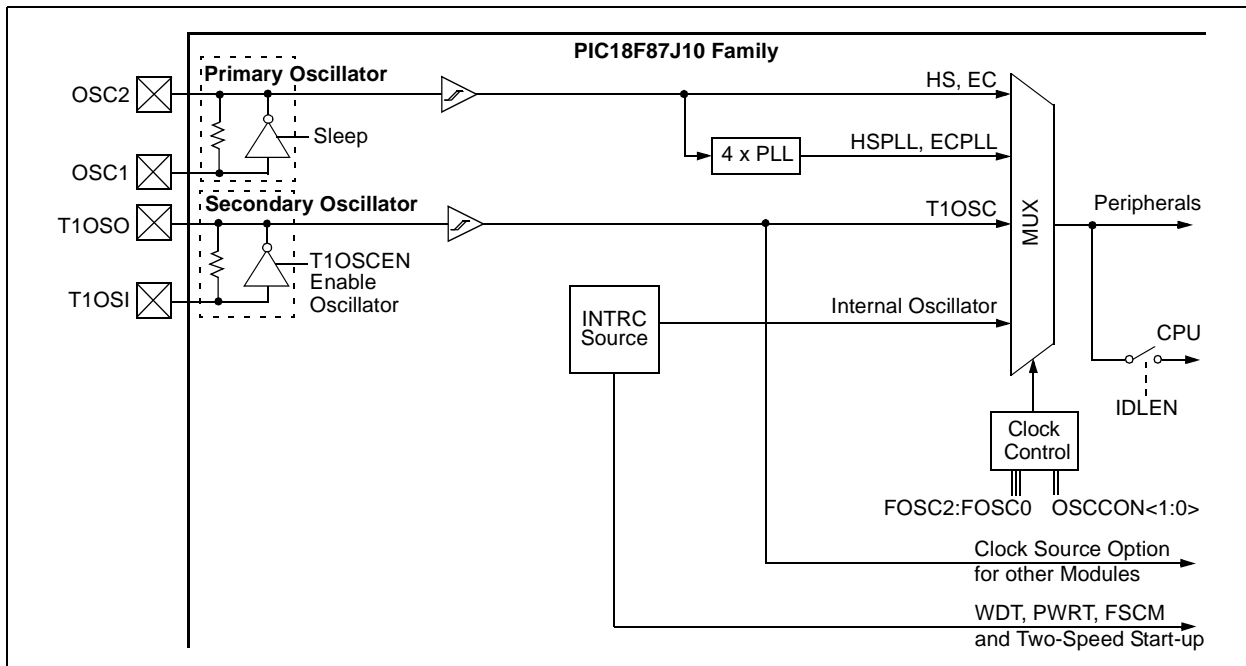 PIC18F87J10 Family
Primary Oscillator
OSC2
HS, EC
Sleep
4 x PLL
HSPLL, ECPLL
OSC1
Secondary Oscillator
T1OSO
T1OSC
MUX
Peripherals
T1OSCEN
Enable
Oscillator
T1OSI
INTRC
Source
Internal Oscillator
CPU
IDLEN
Clock
Control
FOSC2:FOSC0
OSCCON<1:0>
Clock Source Option
for other Modules
WDT, PWRT, FSCM
and Two-Speed Start-up